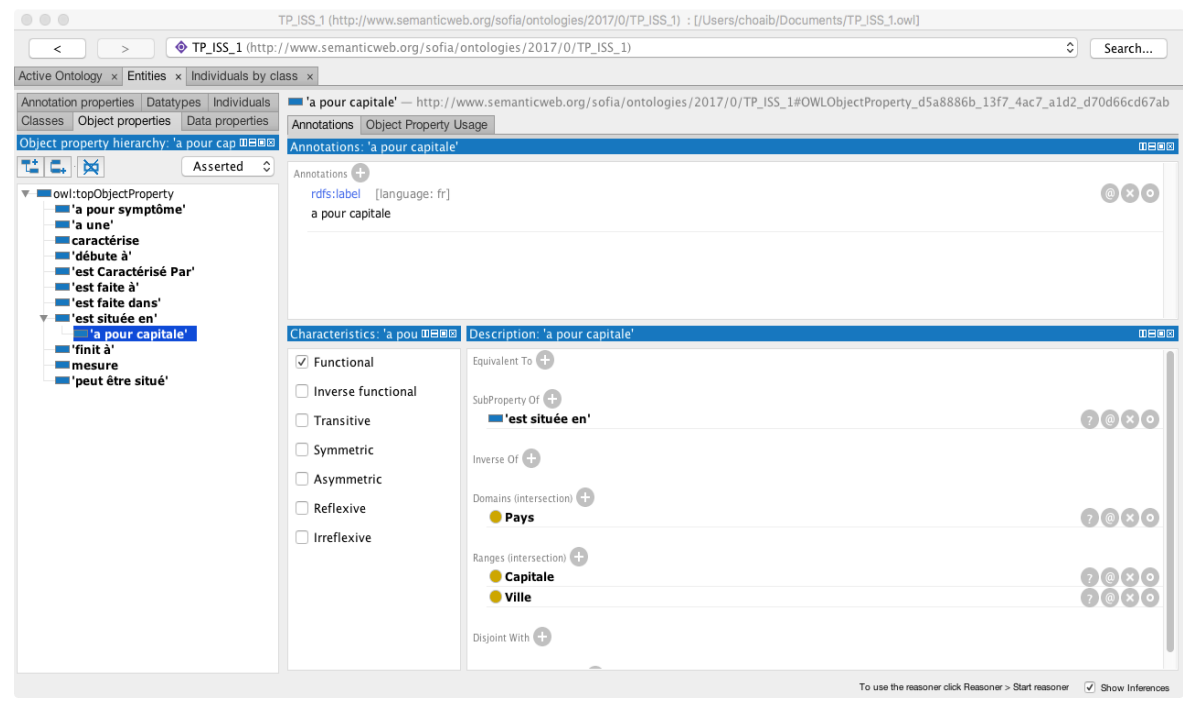 TP_ISS_1 (http://www.semanticweb.org/sofia/ontologies/2017/0/TP_ISS_1) : [/Users/choaib/Documents/TP_ISS_1.owl]
< > TP_ISS_1 (http://www.semanticweb.org/sofia/ontologies/2017/0/TP_ISS_1) Search...
Active Ontology × Entities × Individuals by class ×
Annotation properties Datatypes Individuals
Classes Object properties Data properties
Object property hierarchy: 'a pour cap
Asserted
owl:topObjectProperty
'a pour symptôme'
'a une'
caractérise
'débute à'
'est Caractérisé Par'
'est faite à'
'est faite dans'
'est située en'
'a pour capitale'
'finit à'
mesure
'peut être situé'
'a pour capitale' — http://www.semanticweb.org/sofia/ontologies/2017/0/TP_ISS_1#OWLObjectProperty_d5a8886b_13f7_4ac7_a1d2_d70d66cd67ab
Annotations Object Property Usage
Annotations: 'a pour capitale'
Annotations
rdfs:label [language: fr]
a pour capitale
Characteristics: 'a pou
Functional
Inverse functional
Transitive
Symmetric
Asymmetric
Reflexive
Irreflexive
Description: 'a pour capitale'
Equivalent To
SubProperty Of
'est située en'
Inverse Of
Domains (intersection)
Pays
Ranges (intersection)
Capitale
Ville
Disjoint With
To use the reasoner click Reasoner > Start reasoner Show Inferences